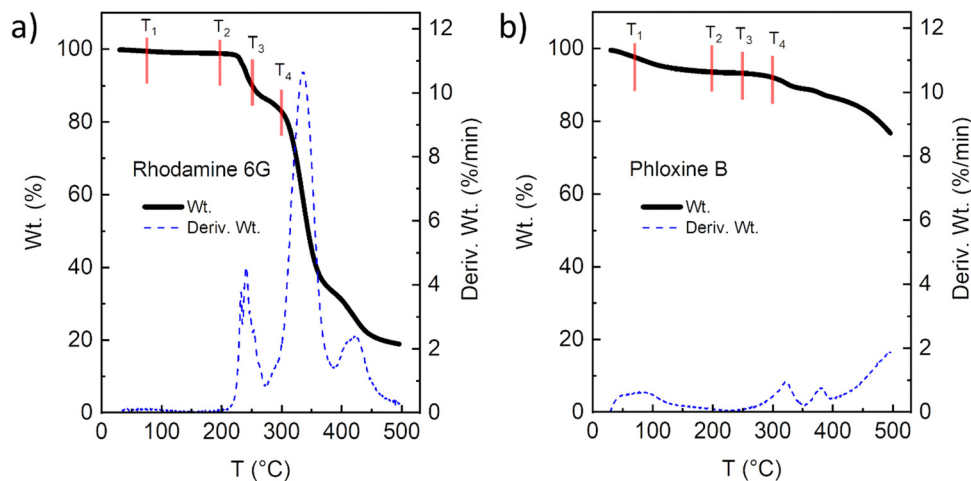 a)
T₁ T₂ T₃ T₄
120
100
80
60
40
20
0
Wt. (%)
Rhodamine 6G
Wt.
Deriv. Wt.
12
10
8
6
4
2
0
Deriv. Wt. (%/min)
0 100 200 300 400 500
T (°C)
b)
T₁ T₂ T₃ T₄
100
80
60
40
20
0
Wt. (%)
Phloxine B
Wt.
Deriv. Wt.
12
10
8
6
4
2
0
Deriv. Wt. (%/min)
0 100 200 300 400 500
T (°C)